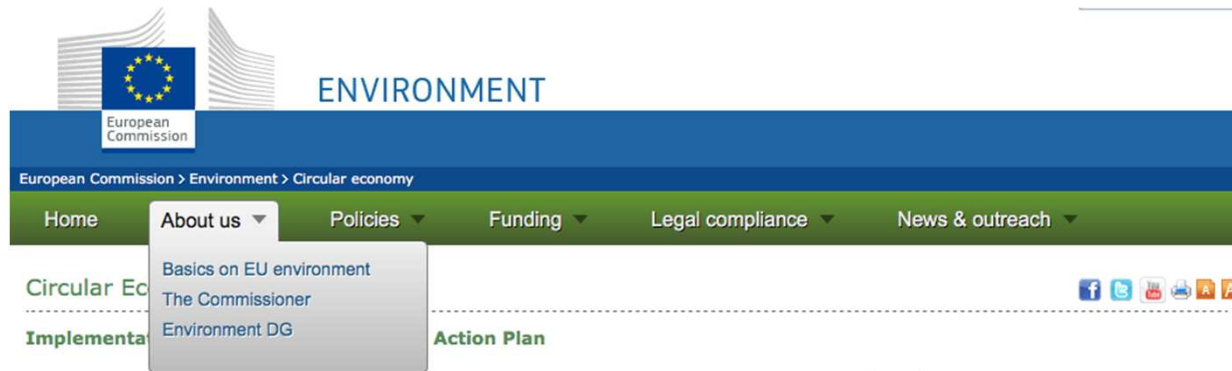 ENVIRONMENT
European
Commission
European Commission > Environment > Circular economy
Home About us Policies Funding Legal compliance News & outreach
Basics on EU environment
Circular Ec
The Commissioner
Environment DG
Implementa Action Plan